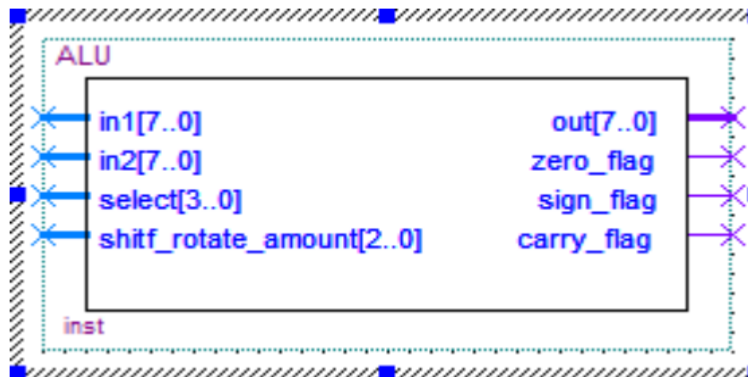 ALU
in1[7..0]
out[7..0]
in2[7..0]
zero_flag
select[3..0]
sign_flag
shitf_rotate_amount[2..0]
carry_flag
inst